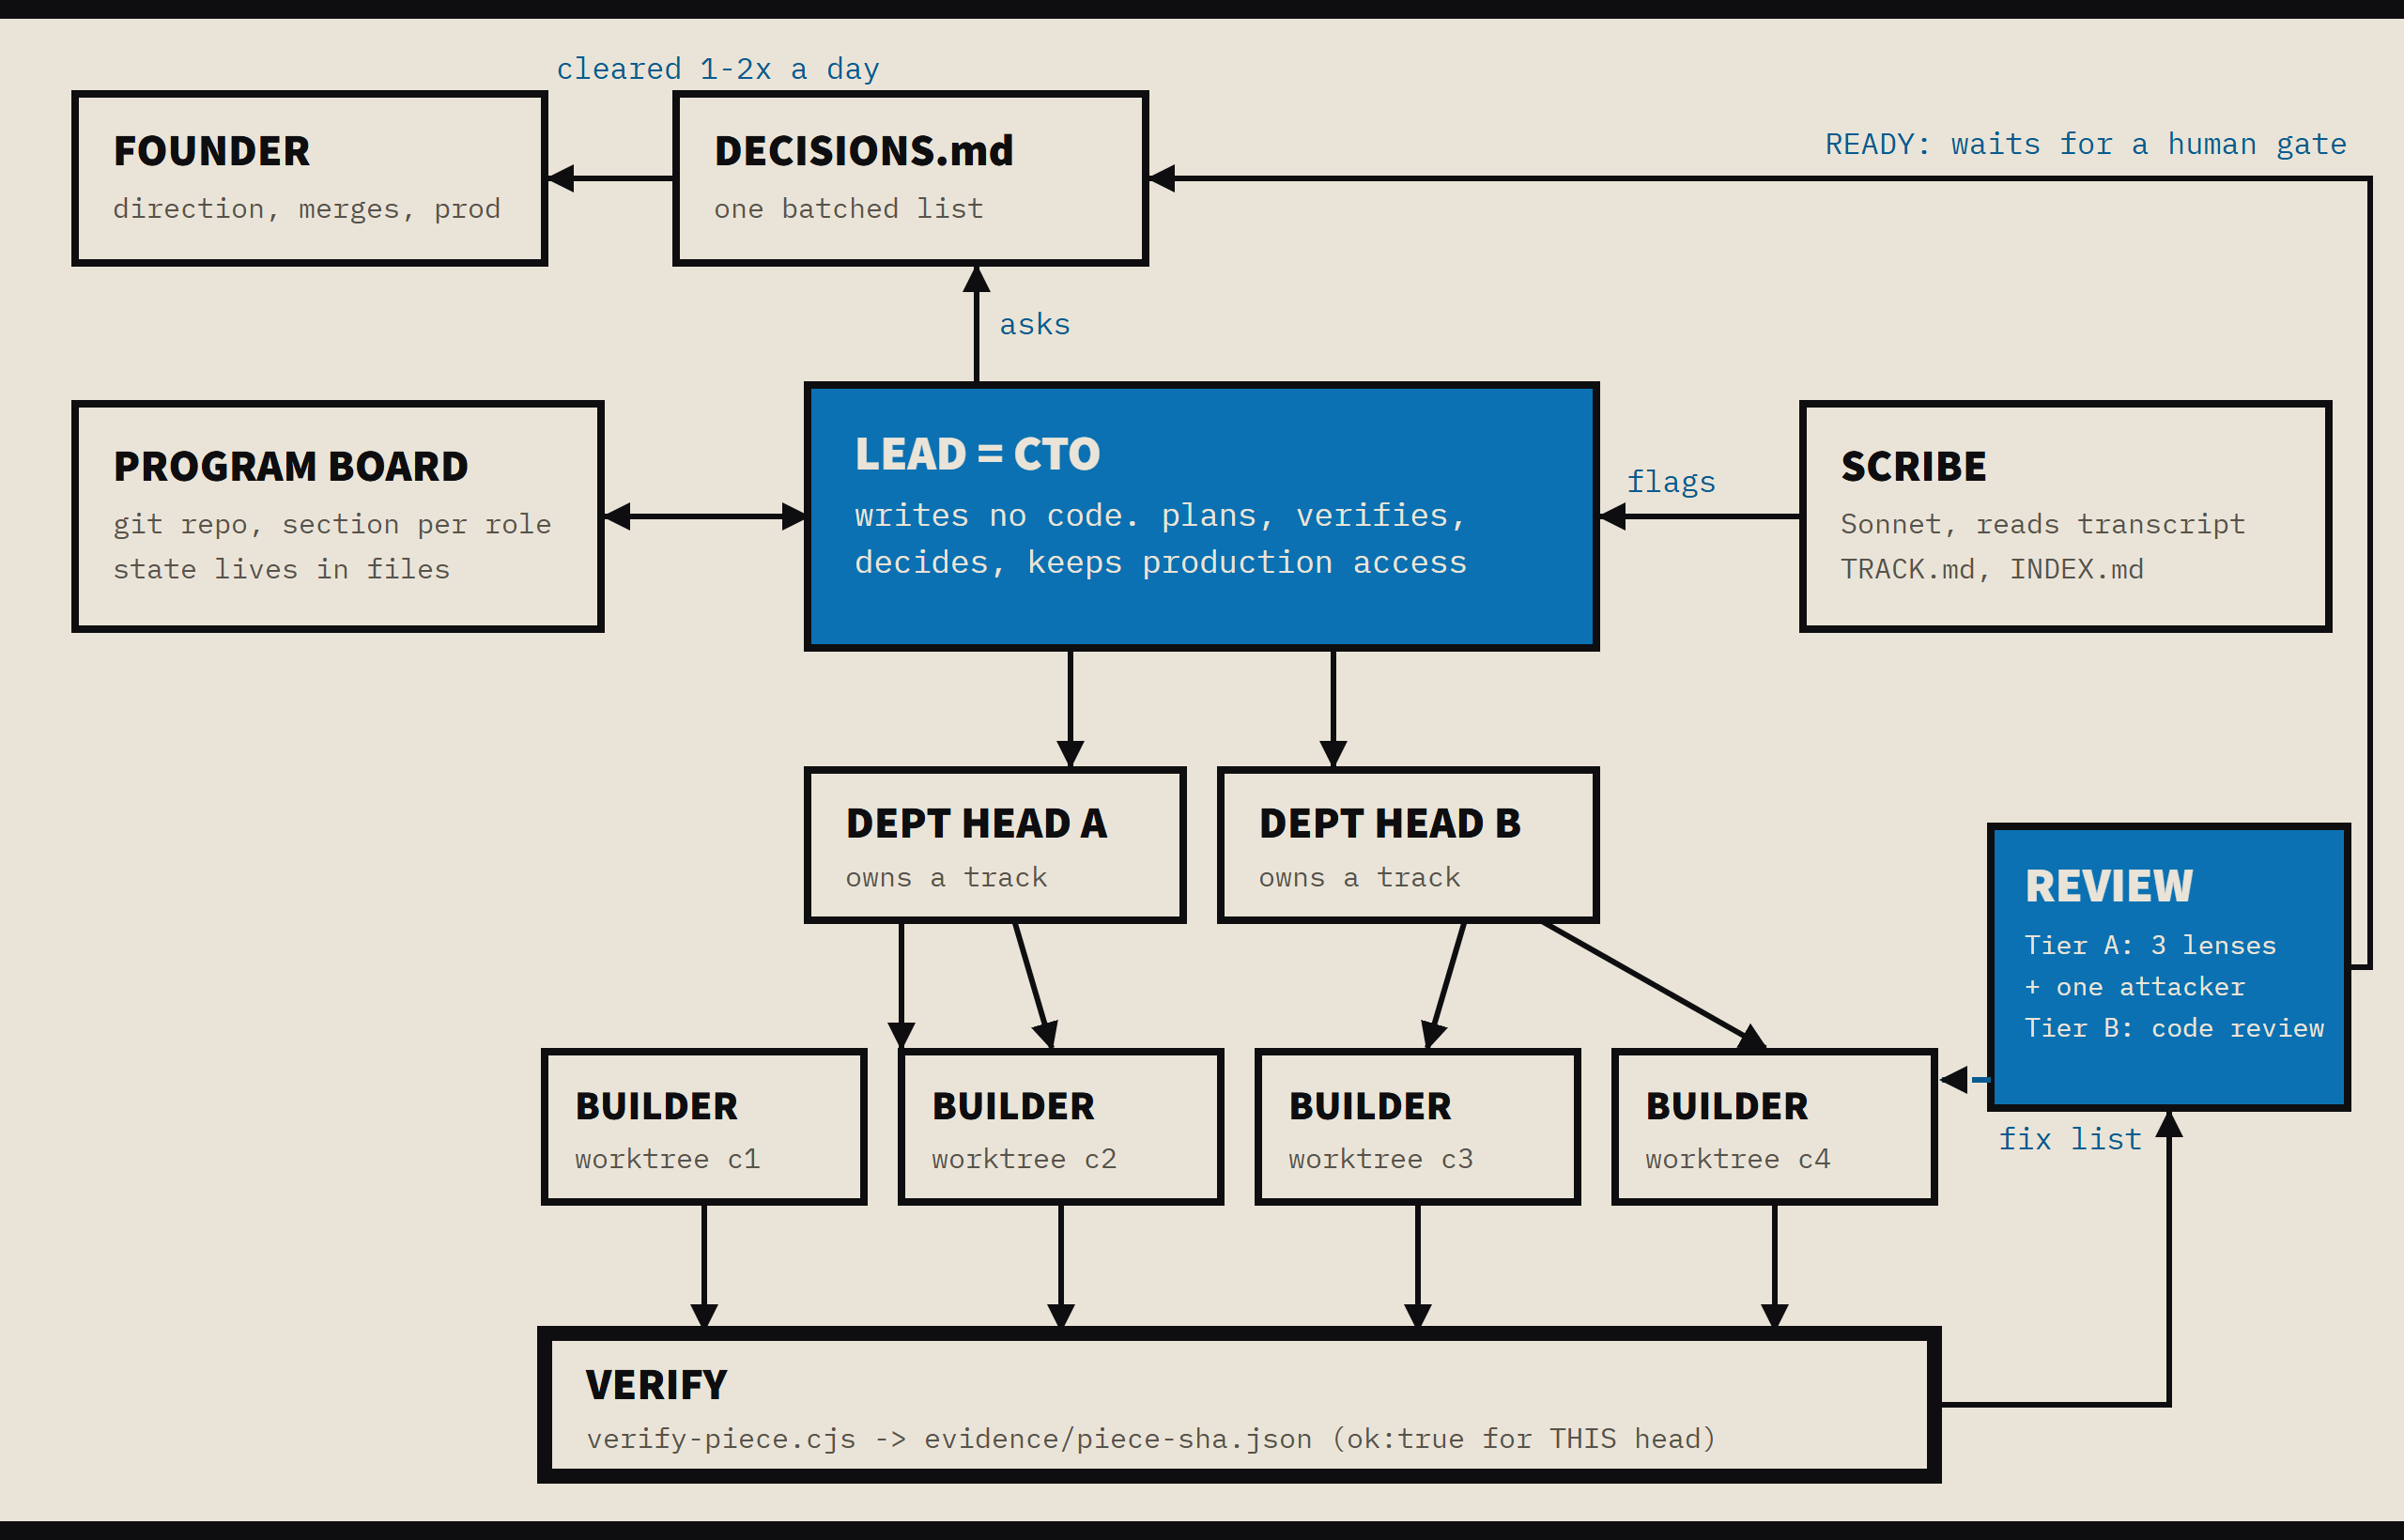 cleared 1-2x a day
FOUNDER
direction, merges, prod
DECISIONS.md
one batched list
READY: waits for a human gate
asks
PROGRAM BOARD
git repo, section per role
state lives in files
LEAD = CTO
writes no code. plans, verifies,
decides, keeps production access
flags
SCRIBE
Sonnet, reads transcript
TRACK.md, INDEX.md
DEPT HEAD A
owns a track
DEPT HEAD B
owns a track
REVIEW
Tier A: 3 lenses
+ one attacker
Tier B: code review
fix list
BUILDER
worktree c1
BUILDER
worktree c2
BUILDER
worktree c3
BUILDER
worktree c4
VERIFY
verify-piece.cjs -> evidence/piece-sha.json (ok:true for THIS head)